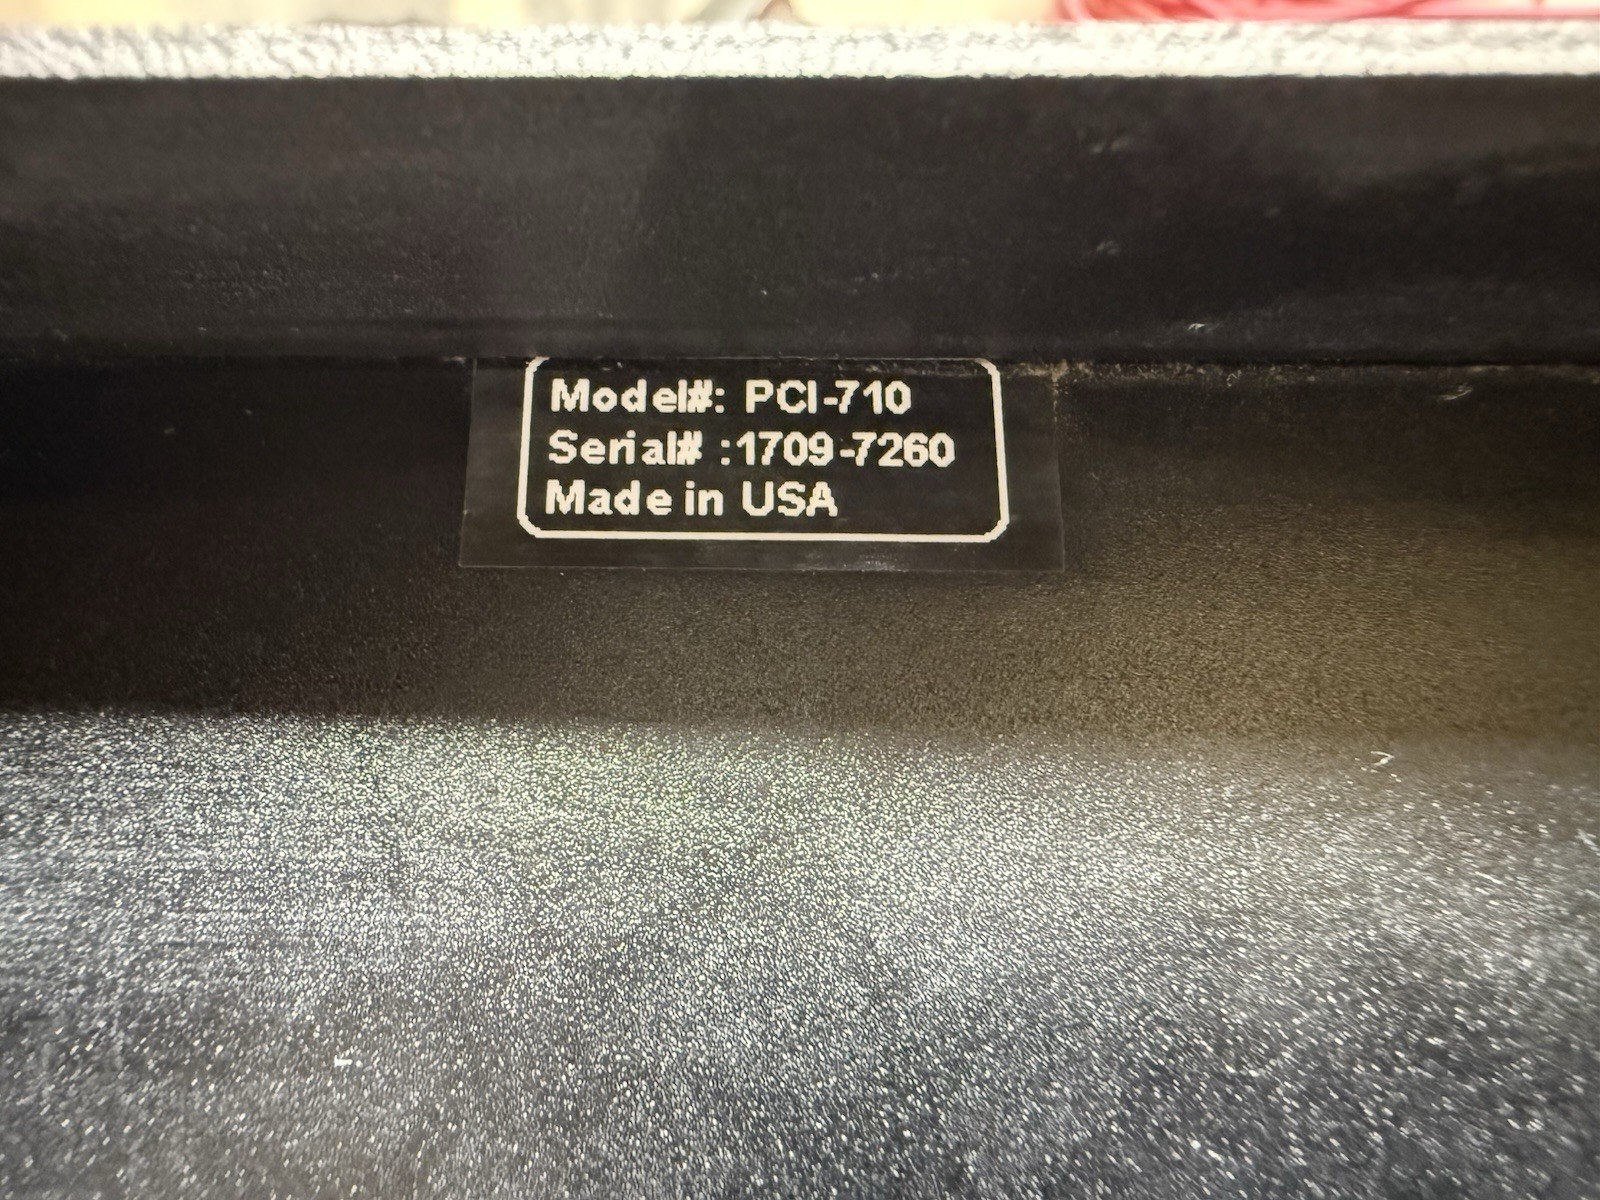 Model#: PCI-710
Serial# :1709-7260
Made in USA